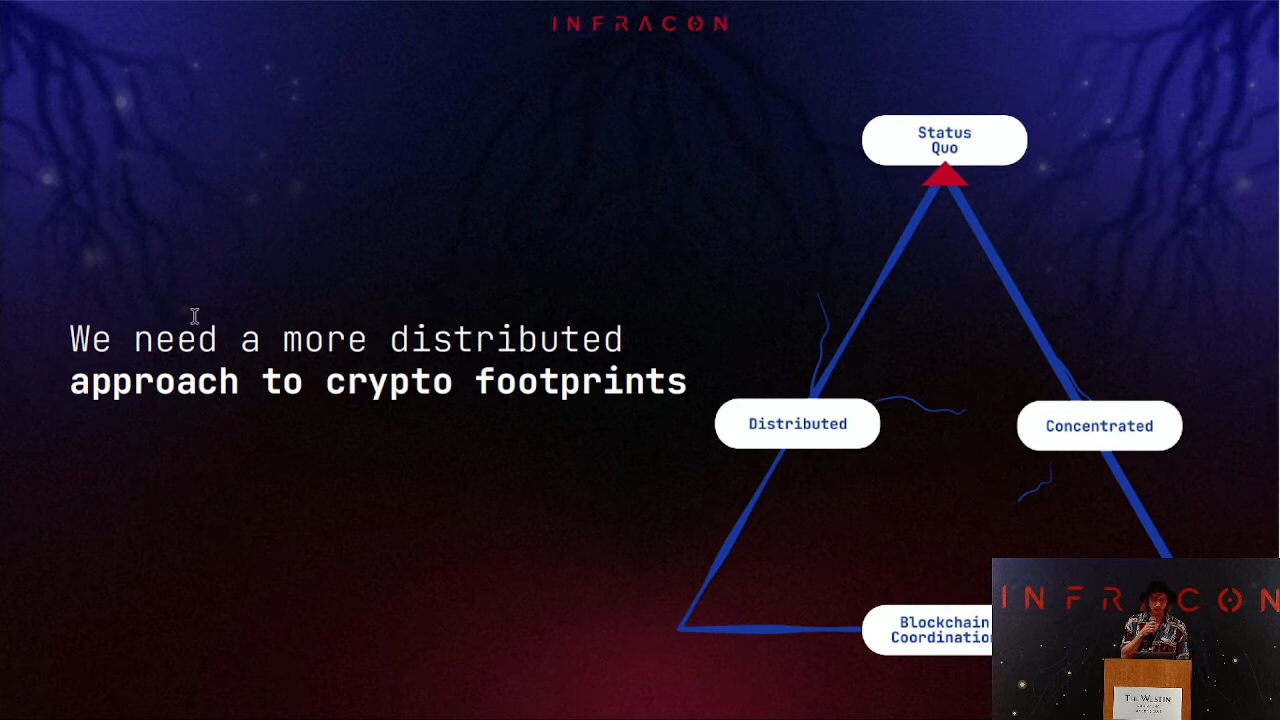 INFRACON
Status
Quo
We need a more distributed
approach to crypto footprints
Distributed
Concentrated
Blockchain
Coordination
INFRACON
THE WESTIN